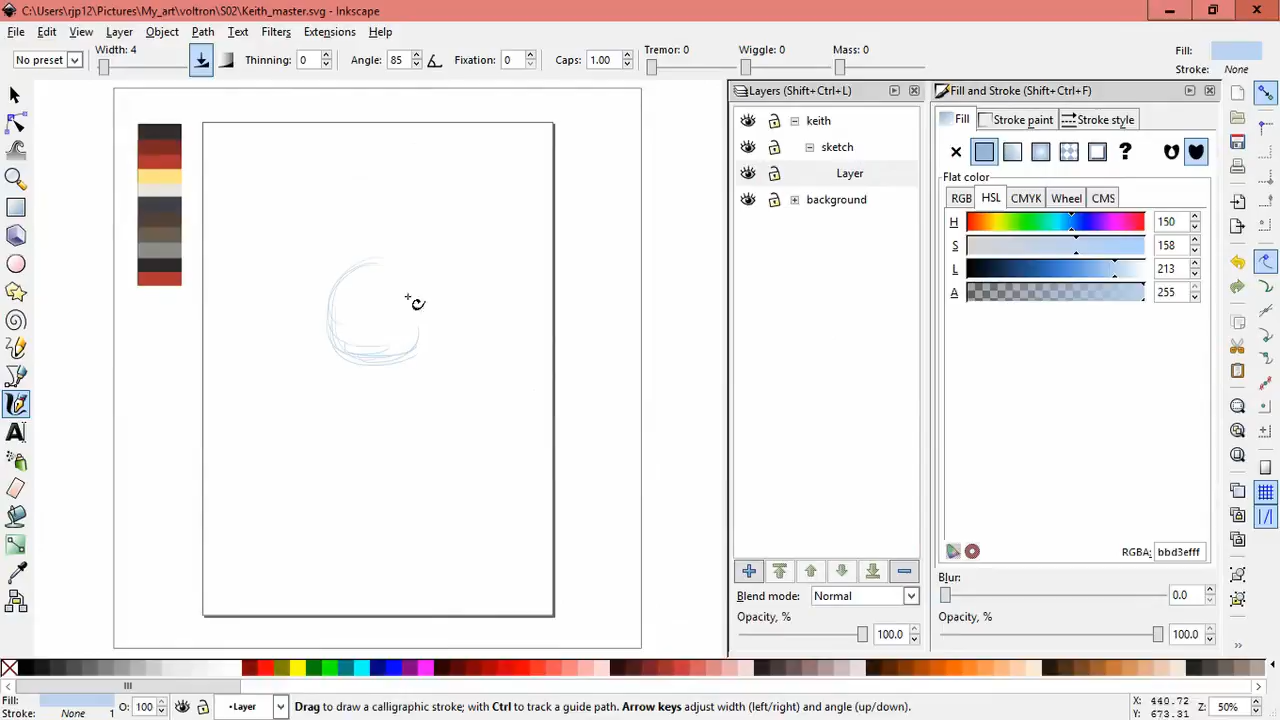 C:\Users\rjp12\Pictures\My_art\voltron\S02\Keith_master.svg - Inkscape
File Edit View Layer Object Path Text Filters Extensions Help
No preset Width: 4 Thinning: 0 Angle: 85 Fixation: 0 Caps: 1.00 Tremor: 0 Wiggle: 0 Mass: 0 Fill:
Stroke: None
Layers (Shift+Ctrl+L) Fill and Stroke (Shift+Ctrl+F)
keith Fill Stroke paint Stroke style
sketch
?
Layer Flat color
background RGB HSL CMYK Wheel CMS
H 150
S 158
L 213
A 255
RGBA: bbd3efff
Blur:
Blend mode: Normal 0.0
Opacity, % Opacity, %
100.0 100.0
Fill: O: 100 Layer Drag to draw a calligraphic stroke; with Ctrl to track a guide path. Arrow keys adjust width (left/right) and angle (up/down). X: 440.72 Z: 50%
Stroke: None 1 Y: 673.31